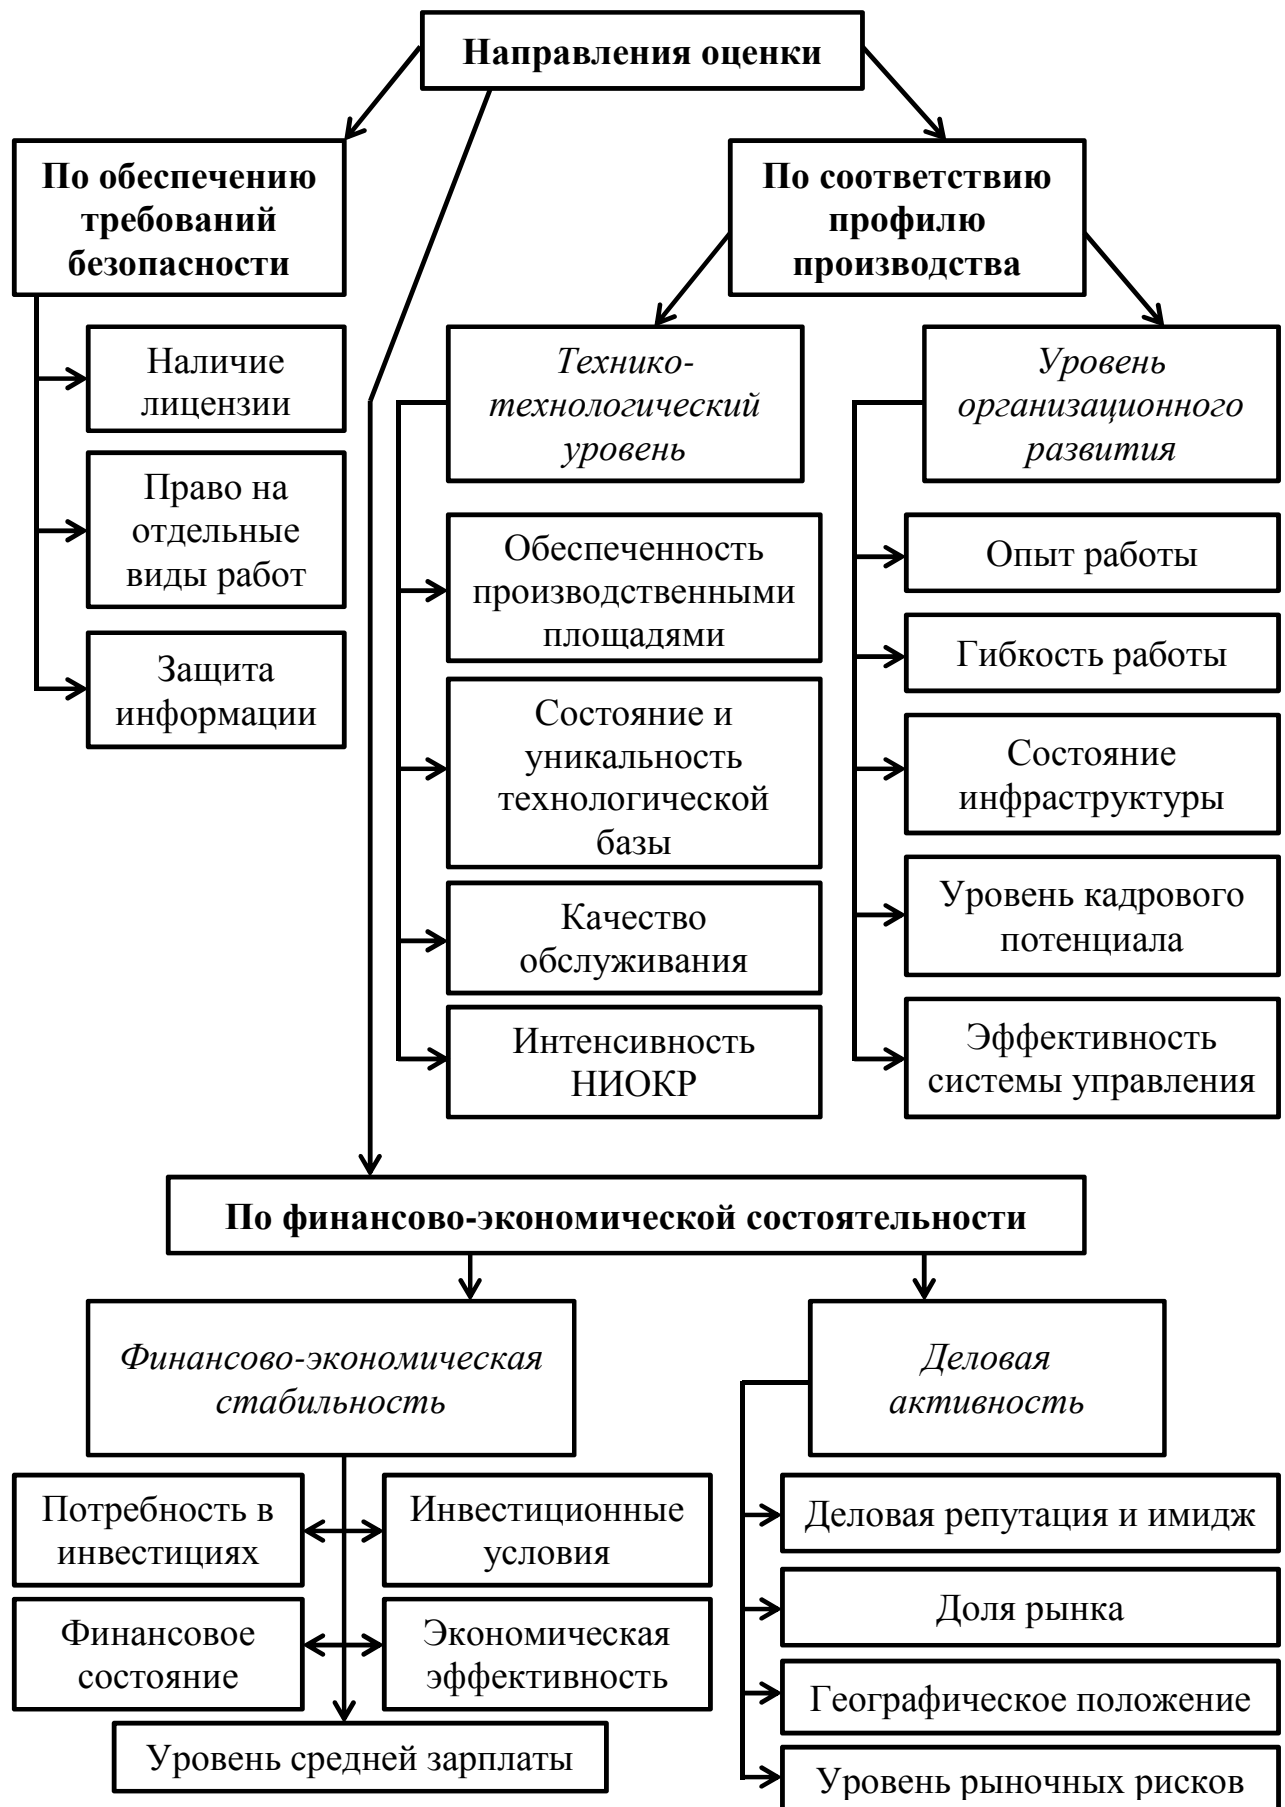 Направления оценки
По обеспечению
требований
безопасности
Наличие
лицензии
Право на
отдельные
виды работ
Защита
информации
По соответствию
профилю
производства
Технико-
технологический
уровень
Обеспеченность
производственными
площадями
Состояние и
уникальность
технологической
базы
Качество
обслуживания
Интенсивность
НИОКР
Уровень
организационного
развития
Опыт работы
Гибкость работы
Состояние
инфраструктуры
Уровень кадрового
потенциала
Эффективность
системы управления
По финансово-экономической состоятельности
Финансово-экономическая
стабильность
Потребность в
инвестициях
Инвестиционные
условия
Финансовое
состояние
Экономическая
эффективность
Уровень средней зарплаты
Деловая
активность
Деловая репутация и имидж
Доля рынка
Географическое положение
Уровень рыночных рисков